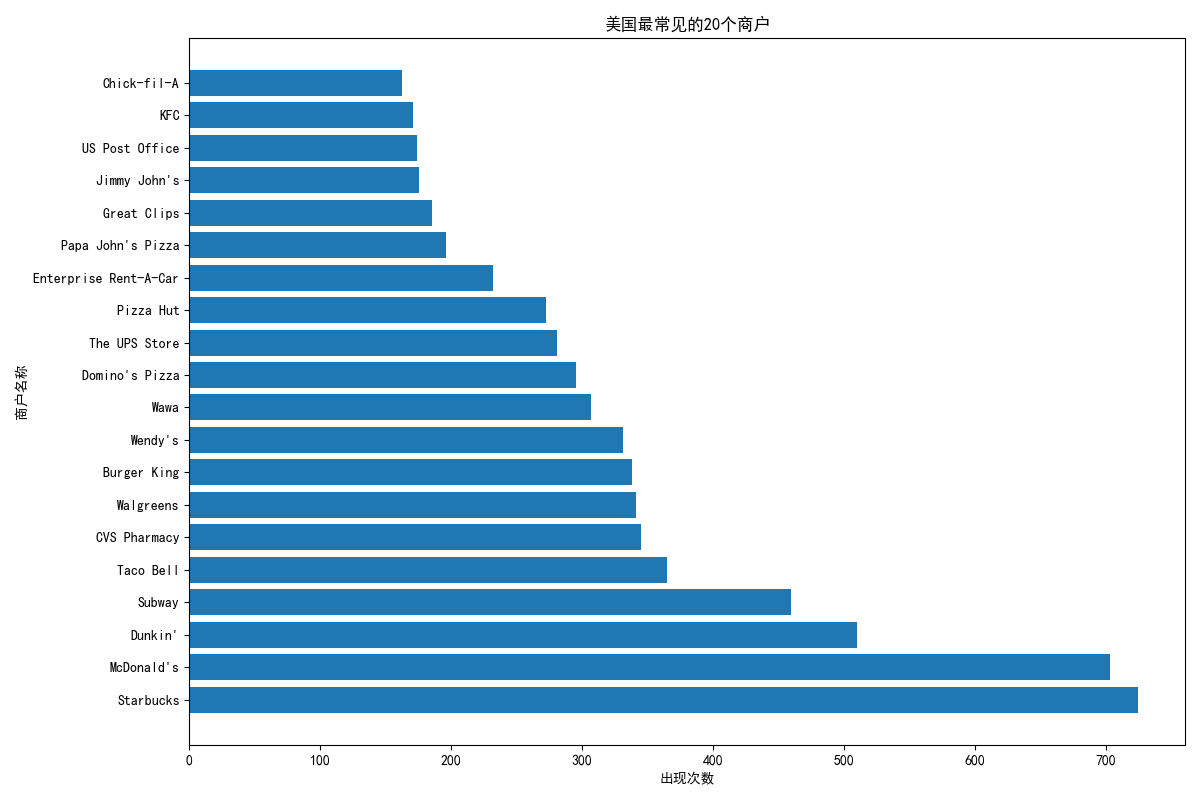 美国最常见的20个商户
商户名称
Chick-fil-A
KFC
US Post Office
Jimmy John's
Great Clips
Papa John's Pizza
Enterprise Rent-A-Car
Pizza Hut
The UPS Store
Domino's Pizza
Wawa
Wendy's
Burger King
Walgreens
CVS Pharmacy
Taco Bell
Subway
Dunkin'
McDonald's
Starbucks
0 100 200 300 400 500 600 700
出现次数